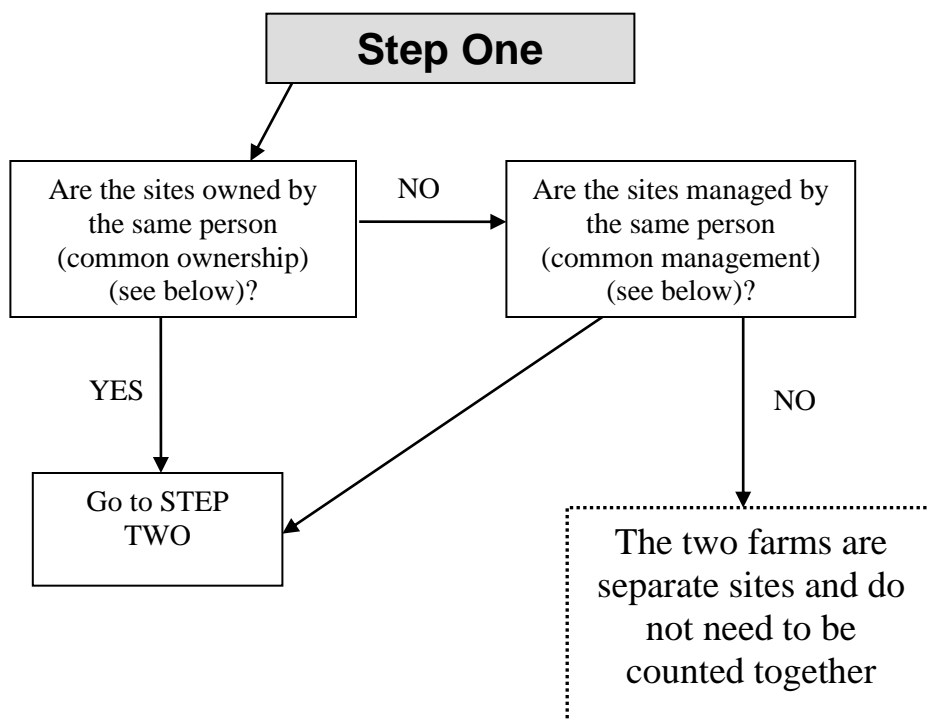 Step One
Are the sites owned by
the same person
(common ownership)
(see below)?
NO
Are the sites managed by
the same person
(common management)
(see below)?
YES
NO
Go to STEP
TWO
The two farms are
separate sites and do
not need to be
counted together